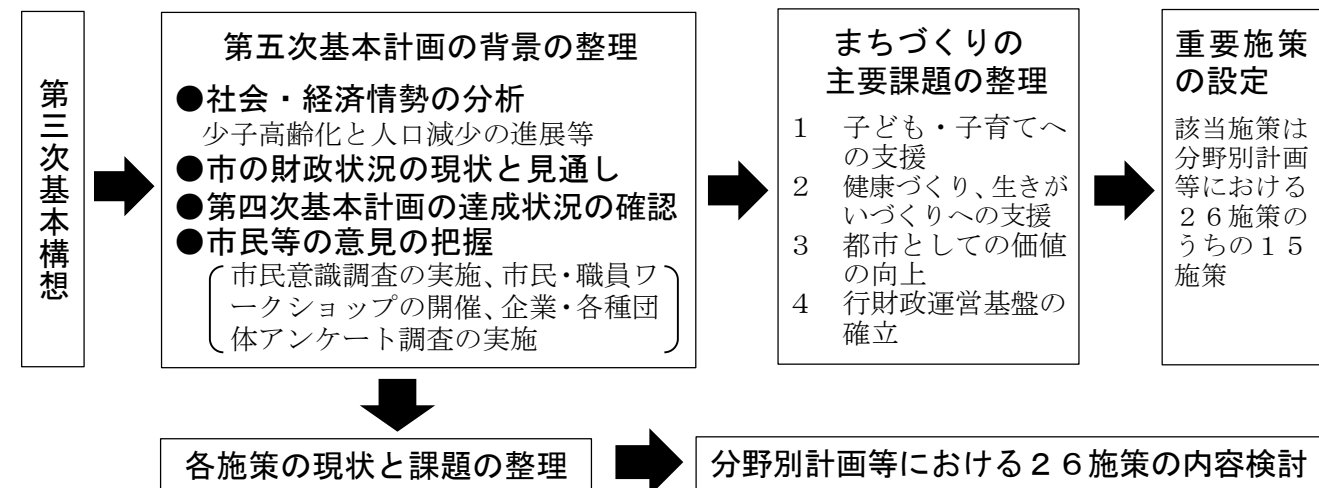 第三次基本構想
第五次基本計画の背景の整理
●社会・経済情勢の分析
少子高齢化と人口減少の進展等
●市の財政状況の現状と見通し
●第四次基本計画の達成状況の確認
●市民等の意見の把握
市民意識調査の実施、市民・職員ワ
ークショップの開催、企業・各種団
体アンケート調査の実施
まちづくりの
主要課題の整理
1 子ども・子育てへ
の支援
2 健康づくり、生きが
いづくりへの支援
3 都市としての価値
の向上
4 行財政運営基盤の
確立
重要施策
の設定
該当施策は
分野別計画
等における
26施策の
うちの15
施策
各施策の現状と課題の整理
分野別計画等における26施策の内容検討